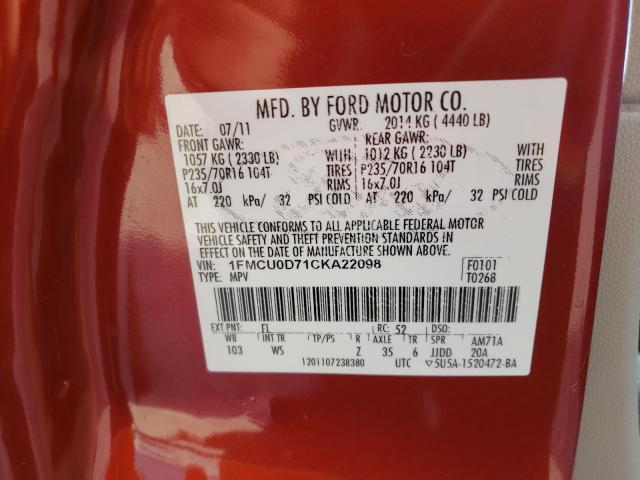 MFD. BY FORD MOTOR CO.
DATE: 07/11 GVWR: 2014 KG ( 4440 LB)
FRONT GAWR: REAR GAWR:
1057 KG ( 2330 LB) WITH 1012 KG ( 2230 LB) WITH
P235/70R16 104T TIRES P235/70R16 104T TIRES
16x7.0J RIMS 16x7.0J RIMS
AT 220 kPa/ 32 PSI COLD AT 220 kPa/ 32 PSI COLD
THIS VEHICLE CONFORMS TO ALL APPLICABLE FEDERAL MOTOR
VEHICLE SAFETY AND THEFT PREVENTION STANDARDS IN
EFFECT ON THE DATE OF MANUFACTURE SHOWN ABOVE.
VIN: 1FMCU0D71CKA22098 F0101
TYPE: MPV T0268
EXT PNT: FL RC: 52 DSO:
WB INT TR TP/PS R AXLE TR SPR AM71A
103 WS Z 35 6 JJDD 20A
1201107238380 UTC ▽5U5A-1520472-BA